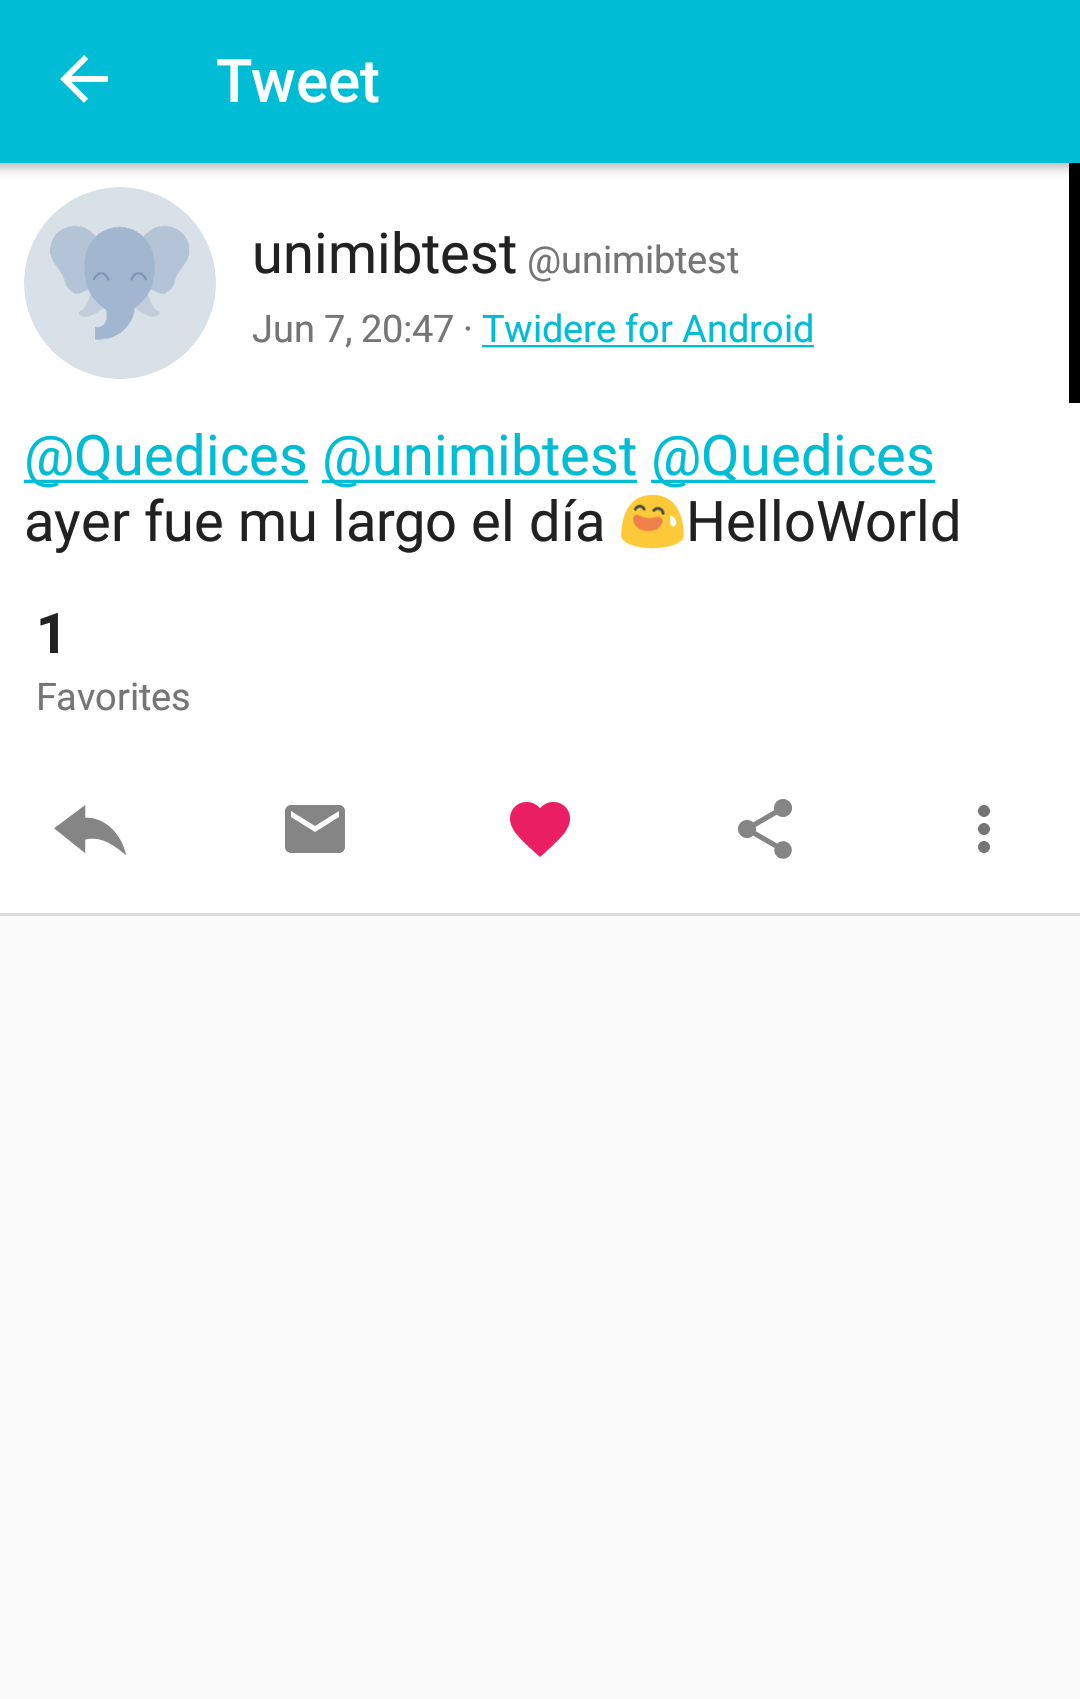 Tweet
unimibtest @unimibtest
Jun 7, 20:47 · Twidere for Android
@Quedices @unimibtest @Quedices
ayer fue mu largo el día 😅HelloWorld
1
Favorites